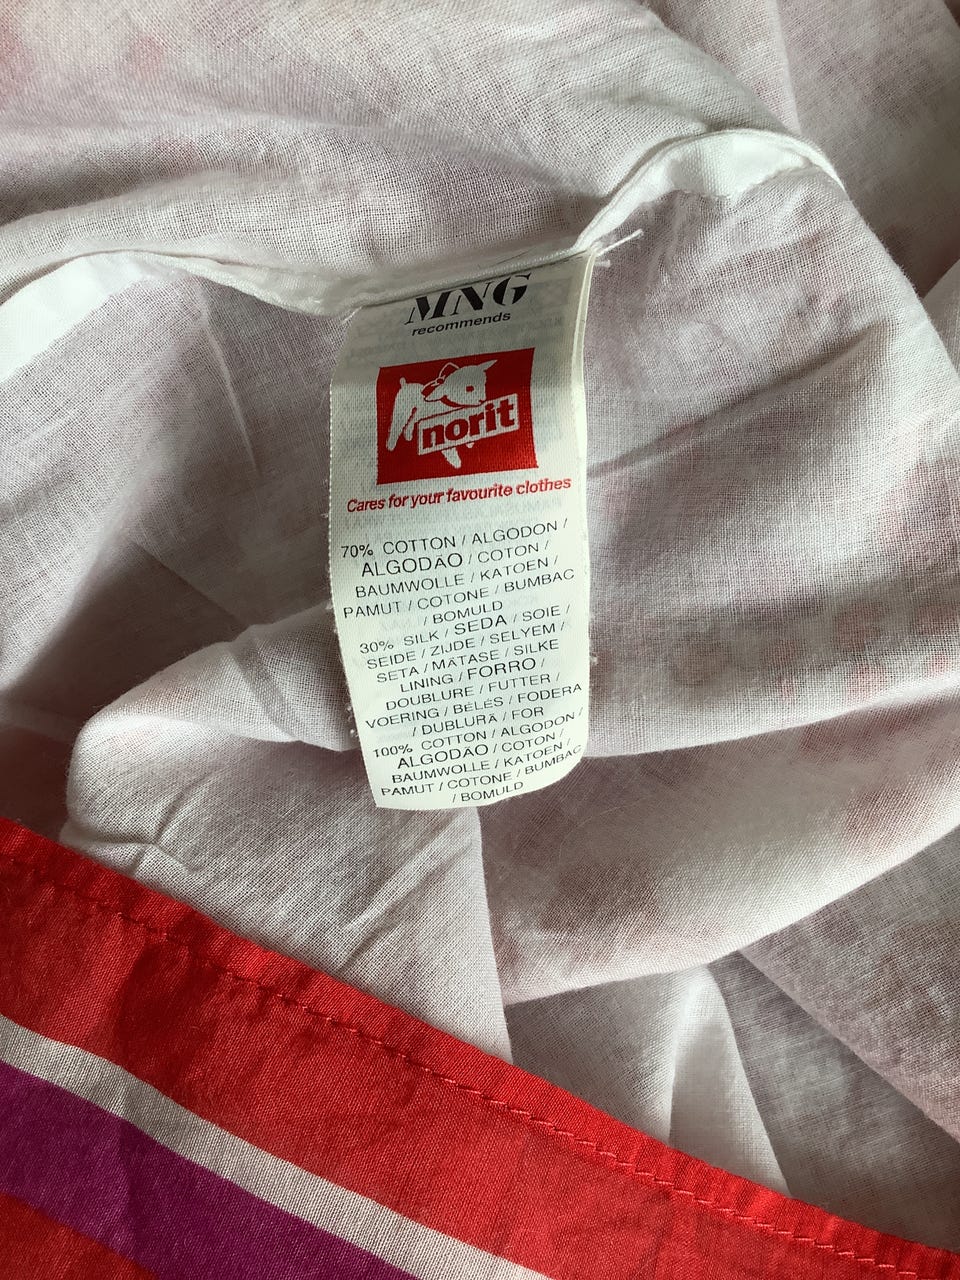 MNG
recommends
norit
Cares for your favourite clothes
70% COTTON / ALGODON /
ALGODÃO / COTON /
BAUMWOLLE / KATOEN /
PAMUT / COTONE / BUMBAC
/ BOMULD
30% SILK / SEDA / SOIE /
SEIDE / ZIJDE / SELYEM /
SETA / MATASE / SILKE
LINING / FORRO /
DOUBLURE / FUTTER /
VOERING / BÉLÉS / FODERA
/ DUBLURĂ / FOR
100% COTTON / ALGODON /
ALGODÃO / COTON /
BAUMWOLLE / KATOEN /
PAMUT / COTONE / BUMBAC
/ BOMULD